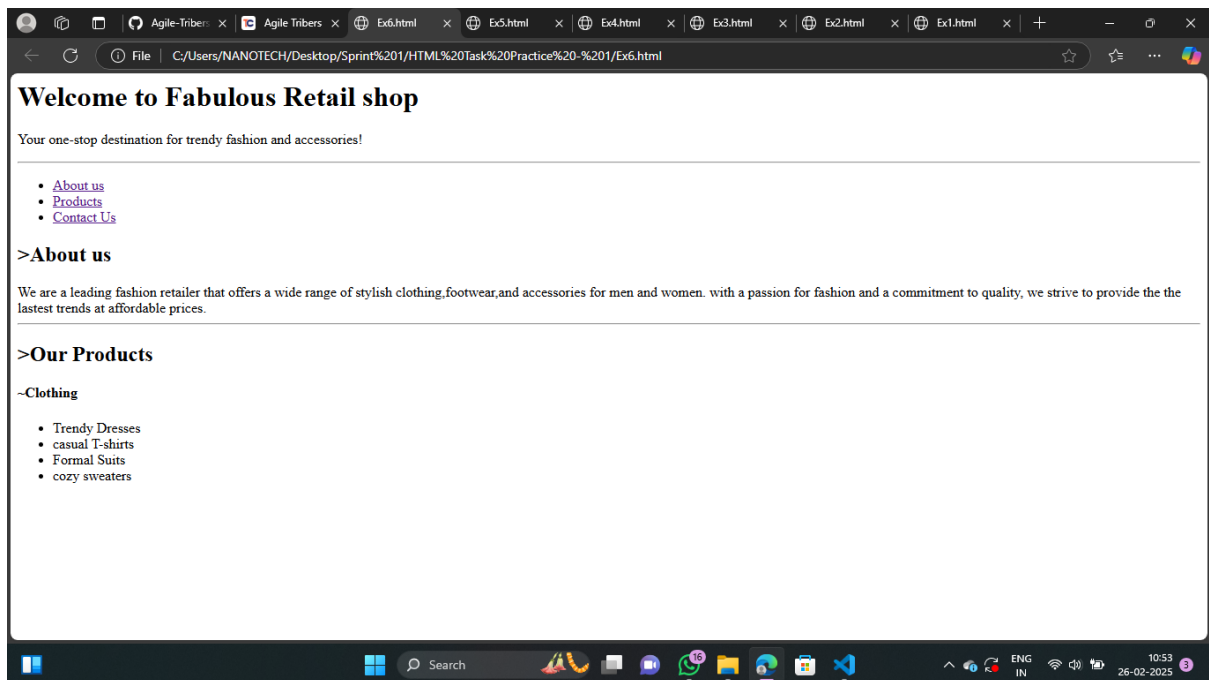 Agile-Tribers
Agile Tribers
Ex6.html
Ex5.html
Ex4.html
Ex3.html
Ex2.html
Ex1.html
File
C:/Users/NANOTECH/Desktop/Sprint%201/HTML%20Task%20Practice%20-%201/Ex6.html
Welcome to Fabulous Retail shop
Your one-stop destination for trendy fashion and accessories!
About us
Products
Contact Us
>About us
We are a leading fashion retailer that offers a wide range of stylish clothing,footwear,and accessories for men and women. with a passion for fashion and a commitment to quality, we strive to provide the the
lastest trends at affordable prices.
>Our Products
~Clothing
Trendy Dresses
casual T-shirts
Formal Suits
cozy sweaters
Search
16
ENG
IN
10:53
26-02-2025
3